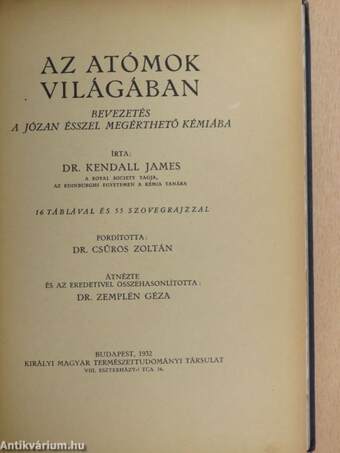 AZ ATÓMOK
VILÁGÁBAN
BEVEZETÉS
A JÓZAN ÉSSZEL MEGÉRTHETŐ KÉMIÁBA
ÍRTA:
DR. KENDALL JAMES
A ROYAL SOCIETY TAGJA,
AZ EDINBURGHI EGYETEMEN A KÉMIA TANÁRA
16 TÁBLÁVAL ÉS 55 SZÖVEGRAJZZAL
FORDÍTOTTA:
DR. CSŰRÖS ZOLTÁN
ÁTNÉZTE
ÉS AZ EREDETIVEL ÖSSZEHASONLÍTOTTA:
DR. ZEMPLÉN GÉZA
BUDAPEST, 1932
KIRÁLYI MAGYAR TERMÉSZETTUDOMÁNYI TÁRSULAT
VIII. ESZTERHÁZY-UTCA 16.
Antikvárium.hu